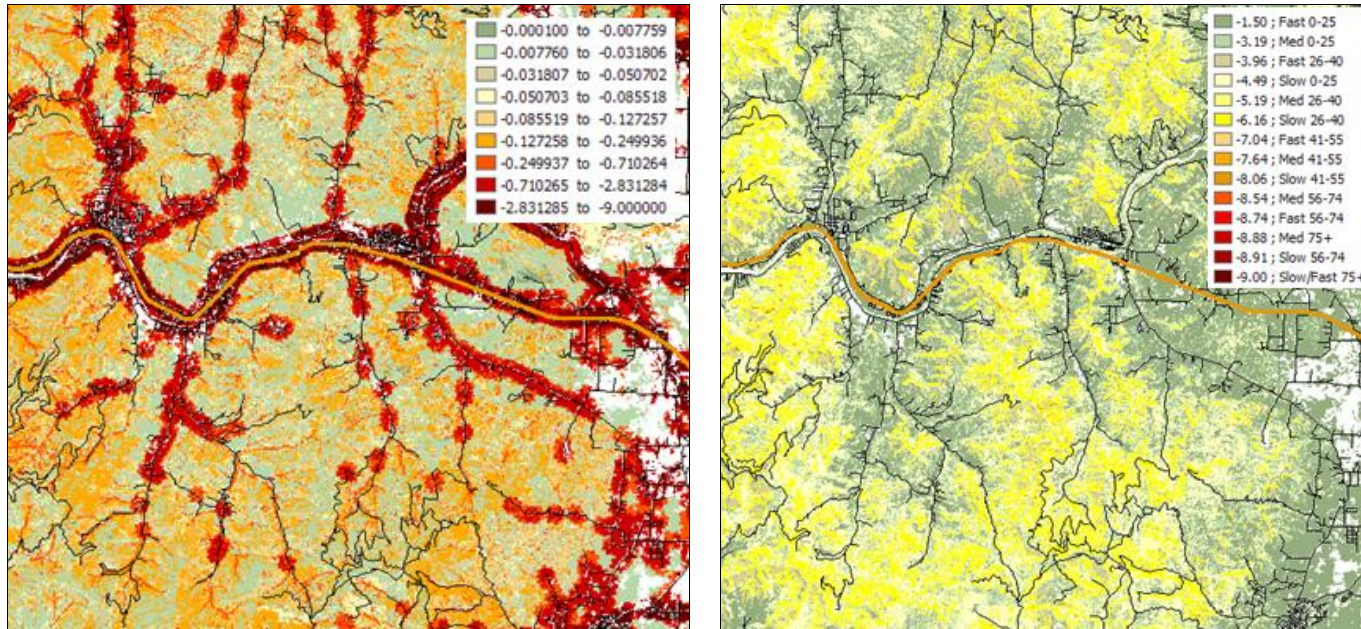 -0.000100 to -0.007759
-0.007760 to -0.031806
-0.031807 to -0.050702
-0.050703 to -0.085518
-0.085519 to -0.127257
-0.127258 to -0.249936
-0.249937 to -0.710264
-0.710265 to -2.831284
-2.831285 to -9.000000
-1.50 ; Fast 0-25
-3.19 ; Med 0-25
-3.96 ; Fast 26-40
-4.49 ; Slow 0-25
-5.19 ; Med 26-40
-6.16 ; Slow 26-40
-7.04 ; Fast 41-55
-7.64 ; Med 41-55
-8.06 ; Slow 41-55
-8.54 ; Med 56-74
-8.74 ; Fast 56-74
-8.88 ; Med 75+
-8.91 ; Slow 56-74
-9.00 ; Slow/Fast 75+